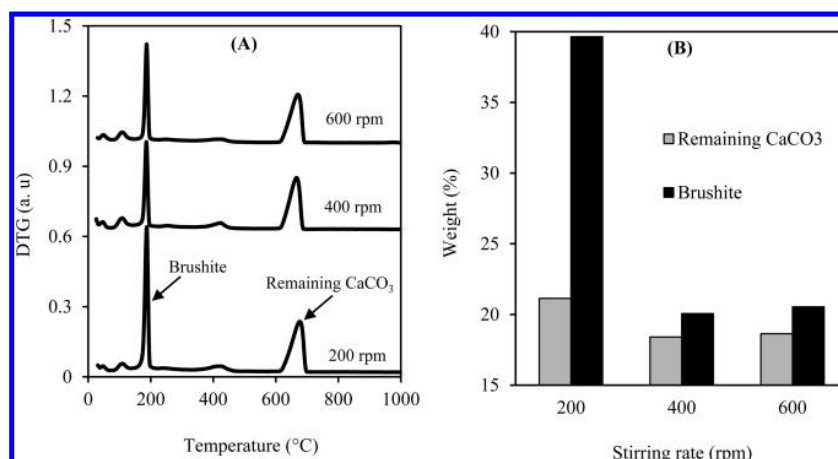 (A)
1.5
1.2
0.9
0.6
0.3
0
DTG (a. u)
600 rpm
400 rpm
Brushite
Remaining CaCO₃
200 rpm
0 200 400 600 800 1000
Temperature (°C)
(B)
40
35
30
25
20
15
Weight (%)
Remaining CaCO3
Brushite
200 400 600
Stirring rate (rpm)